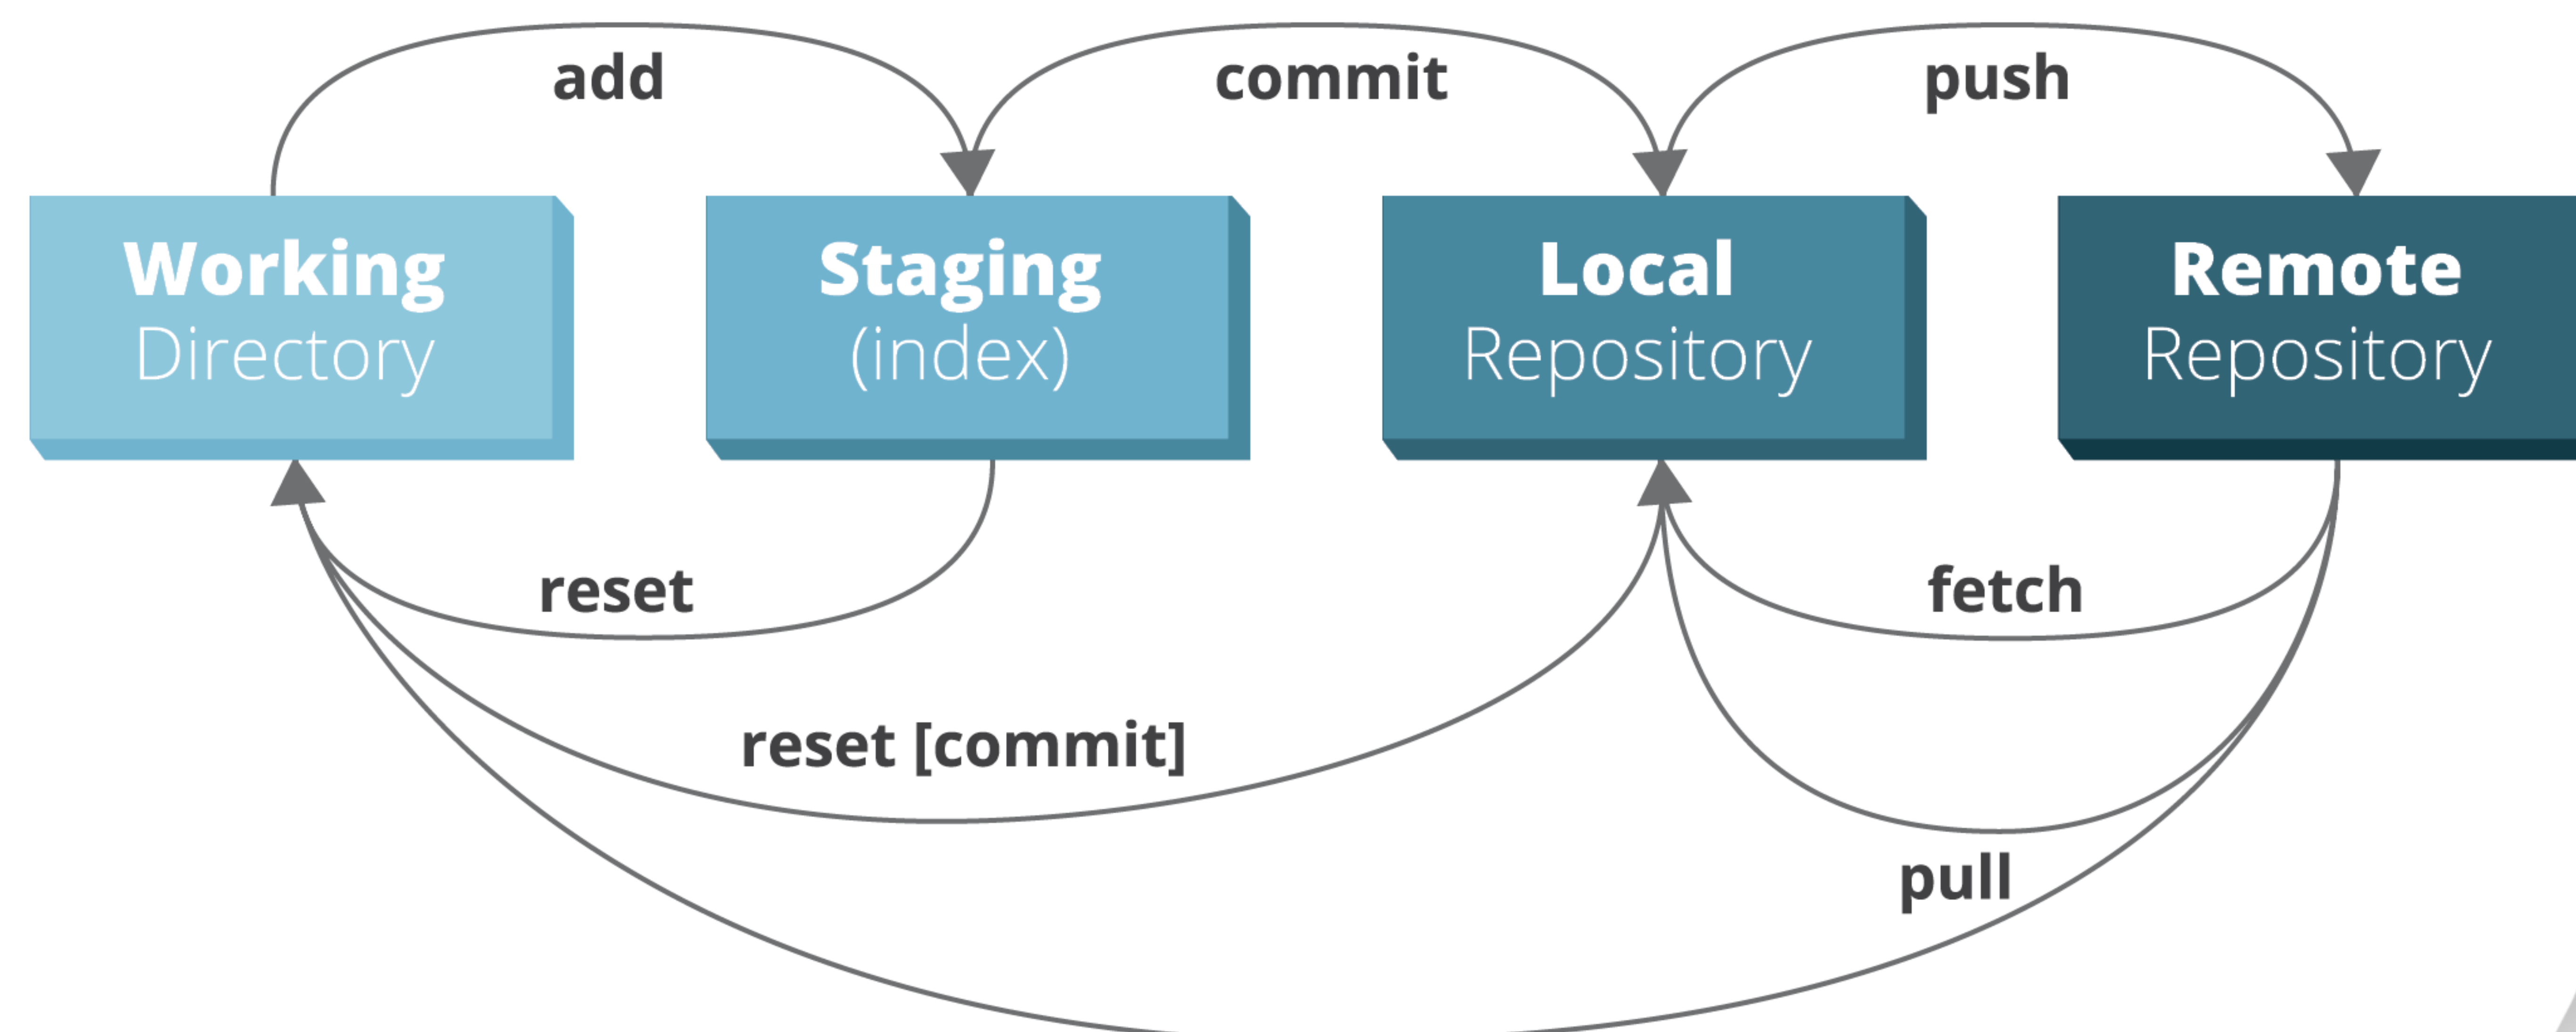 add
commit
push
Working
Directory
Staging
(index)
Local
Repository
Remote
Repository
reset
fetch
reset [commit]
pull